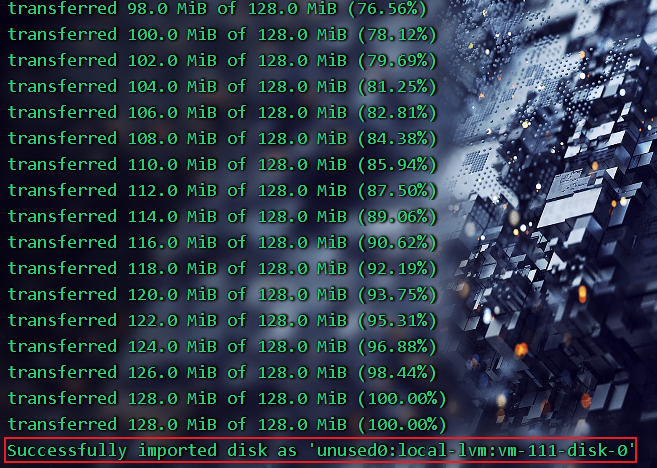 transferred 98.0 MiB of 128.0 MiB (76.56%)
transferred 100.0 MiB of 128.0 MiB (78.12%)
transferred 102.0 MiB of 128.0 MiB (79.69%)
transferred 104.0 MiB of 128.0 MiB (81.25%)
transferred 106.0 MiB of 128.0 MiB (82.81%)
transferred 108.0 MiB of 128.0 MiB (84.38%)
transferred 110.0 MiB of 128.0 MiB (85.94%)
transferred 112.0 MiB of 128.0 MiB (87.50%)
transferred 114.0 MiB of 128.0 MiB (89.06%)
transferred 116.0 MiB of 128.0 MiB (90.62%)
transferred 118.0 MiB of 128.0 MiB (92.19%)
transferred 120.0 MiB of 128.0 MiB (93.75%)
transferred 122.0 MiB of 128.0 MiB (95.31%)
transferred 124.0 MiB of 128.0 MiB (96.88%)
transferred 126.0 MiB of 128.0 MiB (98.44%)
transferred 128.0 MiB of 128.0 MiB (100.00%)
transferred 128.0 MiB of 128.0 MiB (100.00%)
Successfully imported disk as 'unused0:local-lvm:vm-111-disk-0'